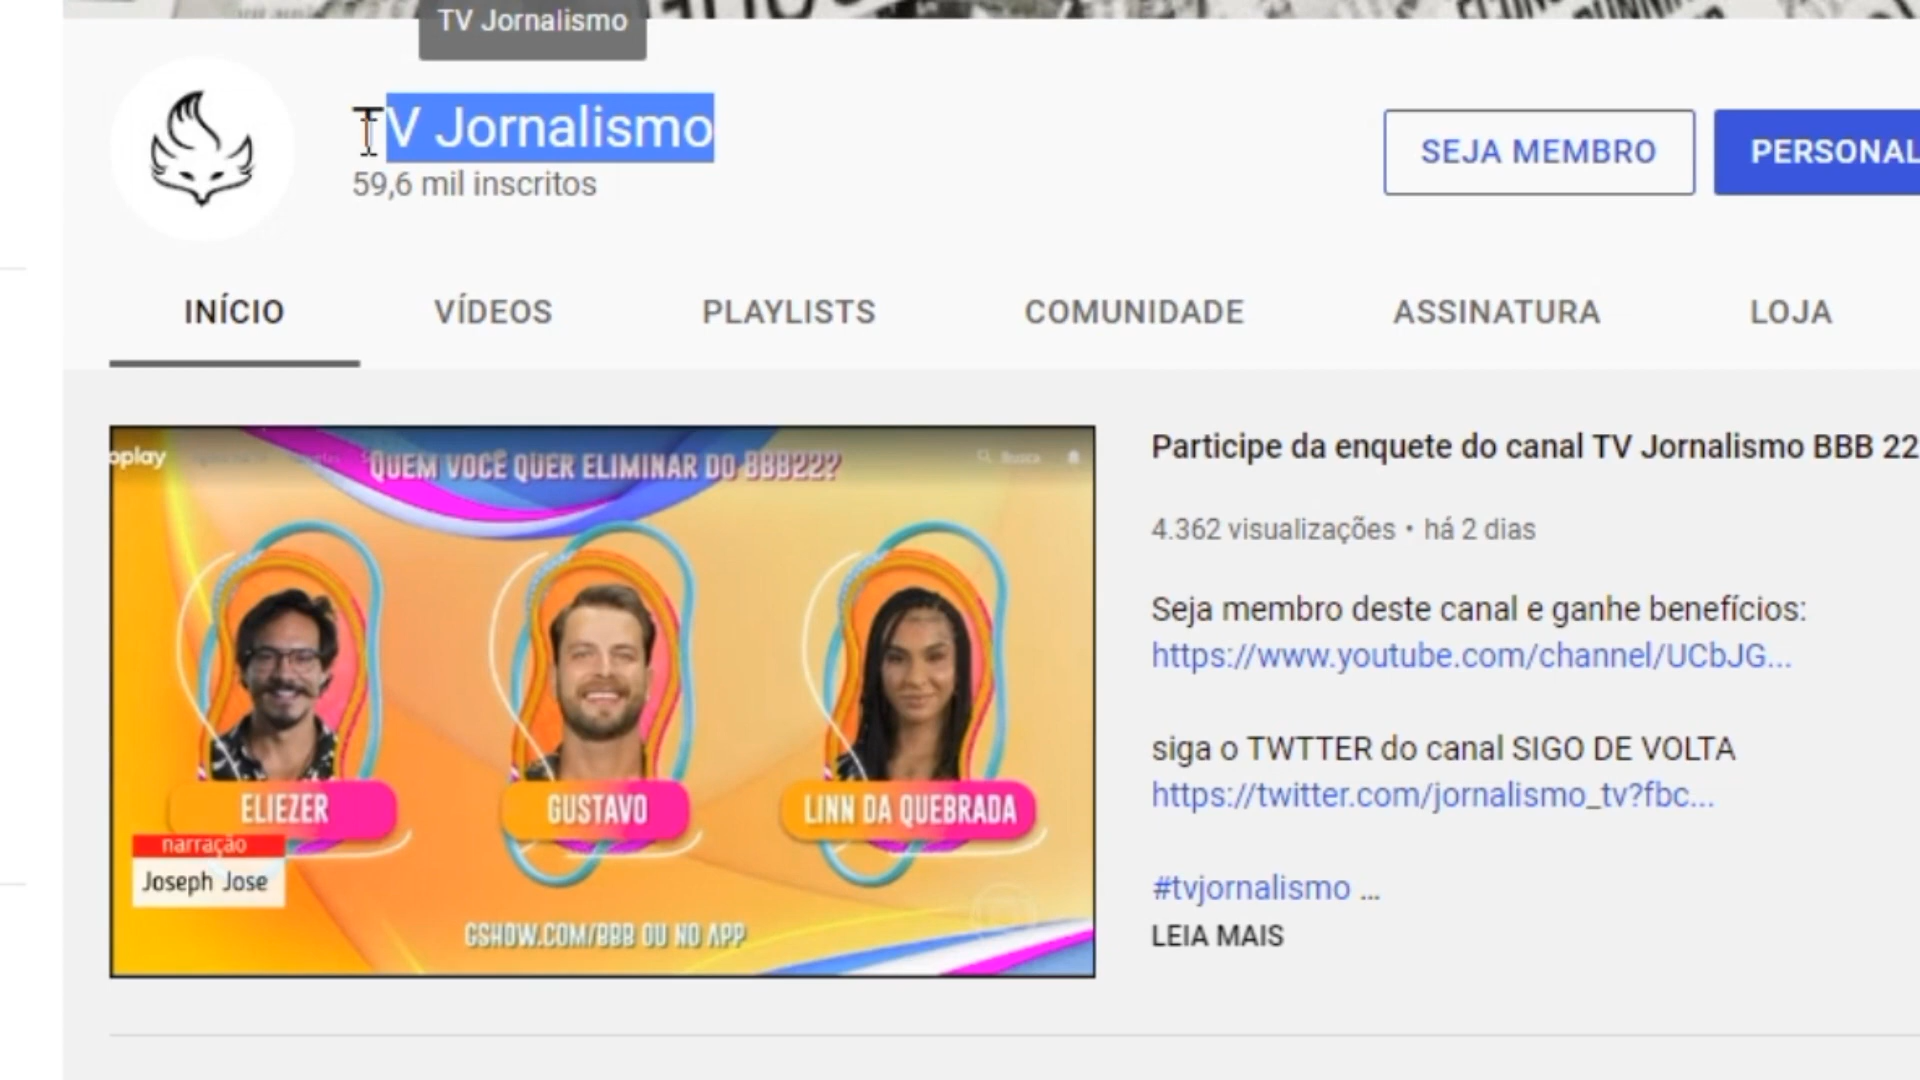 TV Jornalismo
TV Jornalismo
59,6 mil inscritos
SEJA MEMBRO
PERSONAL
INÍCIO
VÍDEOS
PLAYLISTS
COMUNIDADE
ASSINATURA
LOJA
oplay
Busca
QUEM VOCÊ QUER ELIMINAR DO BBB22?
ELIEZER
GUSTAVO
LINN DA QUEBRADA
narração
Joseph Jose
GSHOW.COM/BBB OU NO APP
Participe da enquete do canal TV Jornalismo BBB 22
4.362 visualizações • há 2 dias
Seja membro deste canal e ganhe benefícios:
https://www.youtube.com/channel/UCbJG...
siga o TWTTER do canal SIGO DE VOLTA
https://twitter.com/jornalismo_tv?fbc...
#tvjornalismo ...
LEIA MAIS